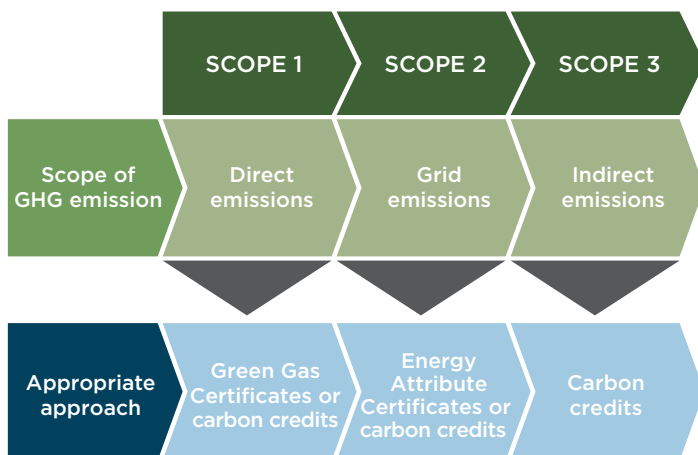 SCOPE 1
SCOPE 2
SCOPE 3
Scope of
GHG emission
Direct
emissions
Grid
emissions
Indirect
emissions
Appropriate
approach
Green Gas
Certificates or
carbon credits
Energy
Attribute
Certificates or
carbon credits
Carbon
credits